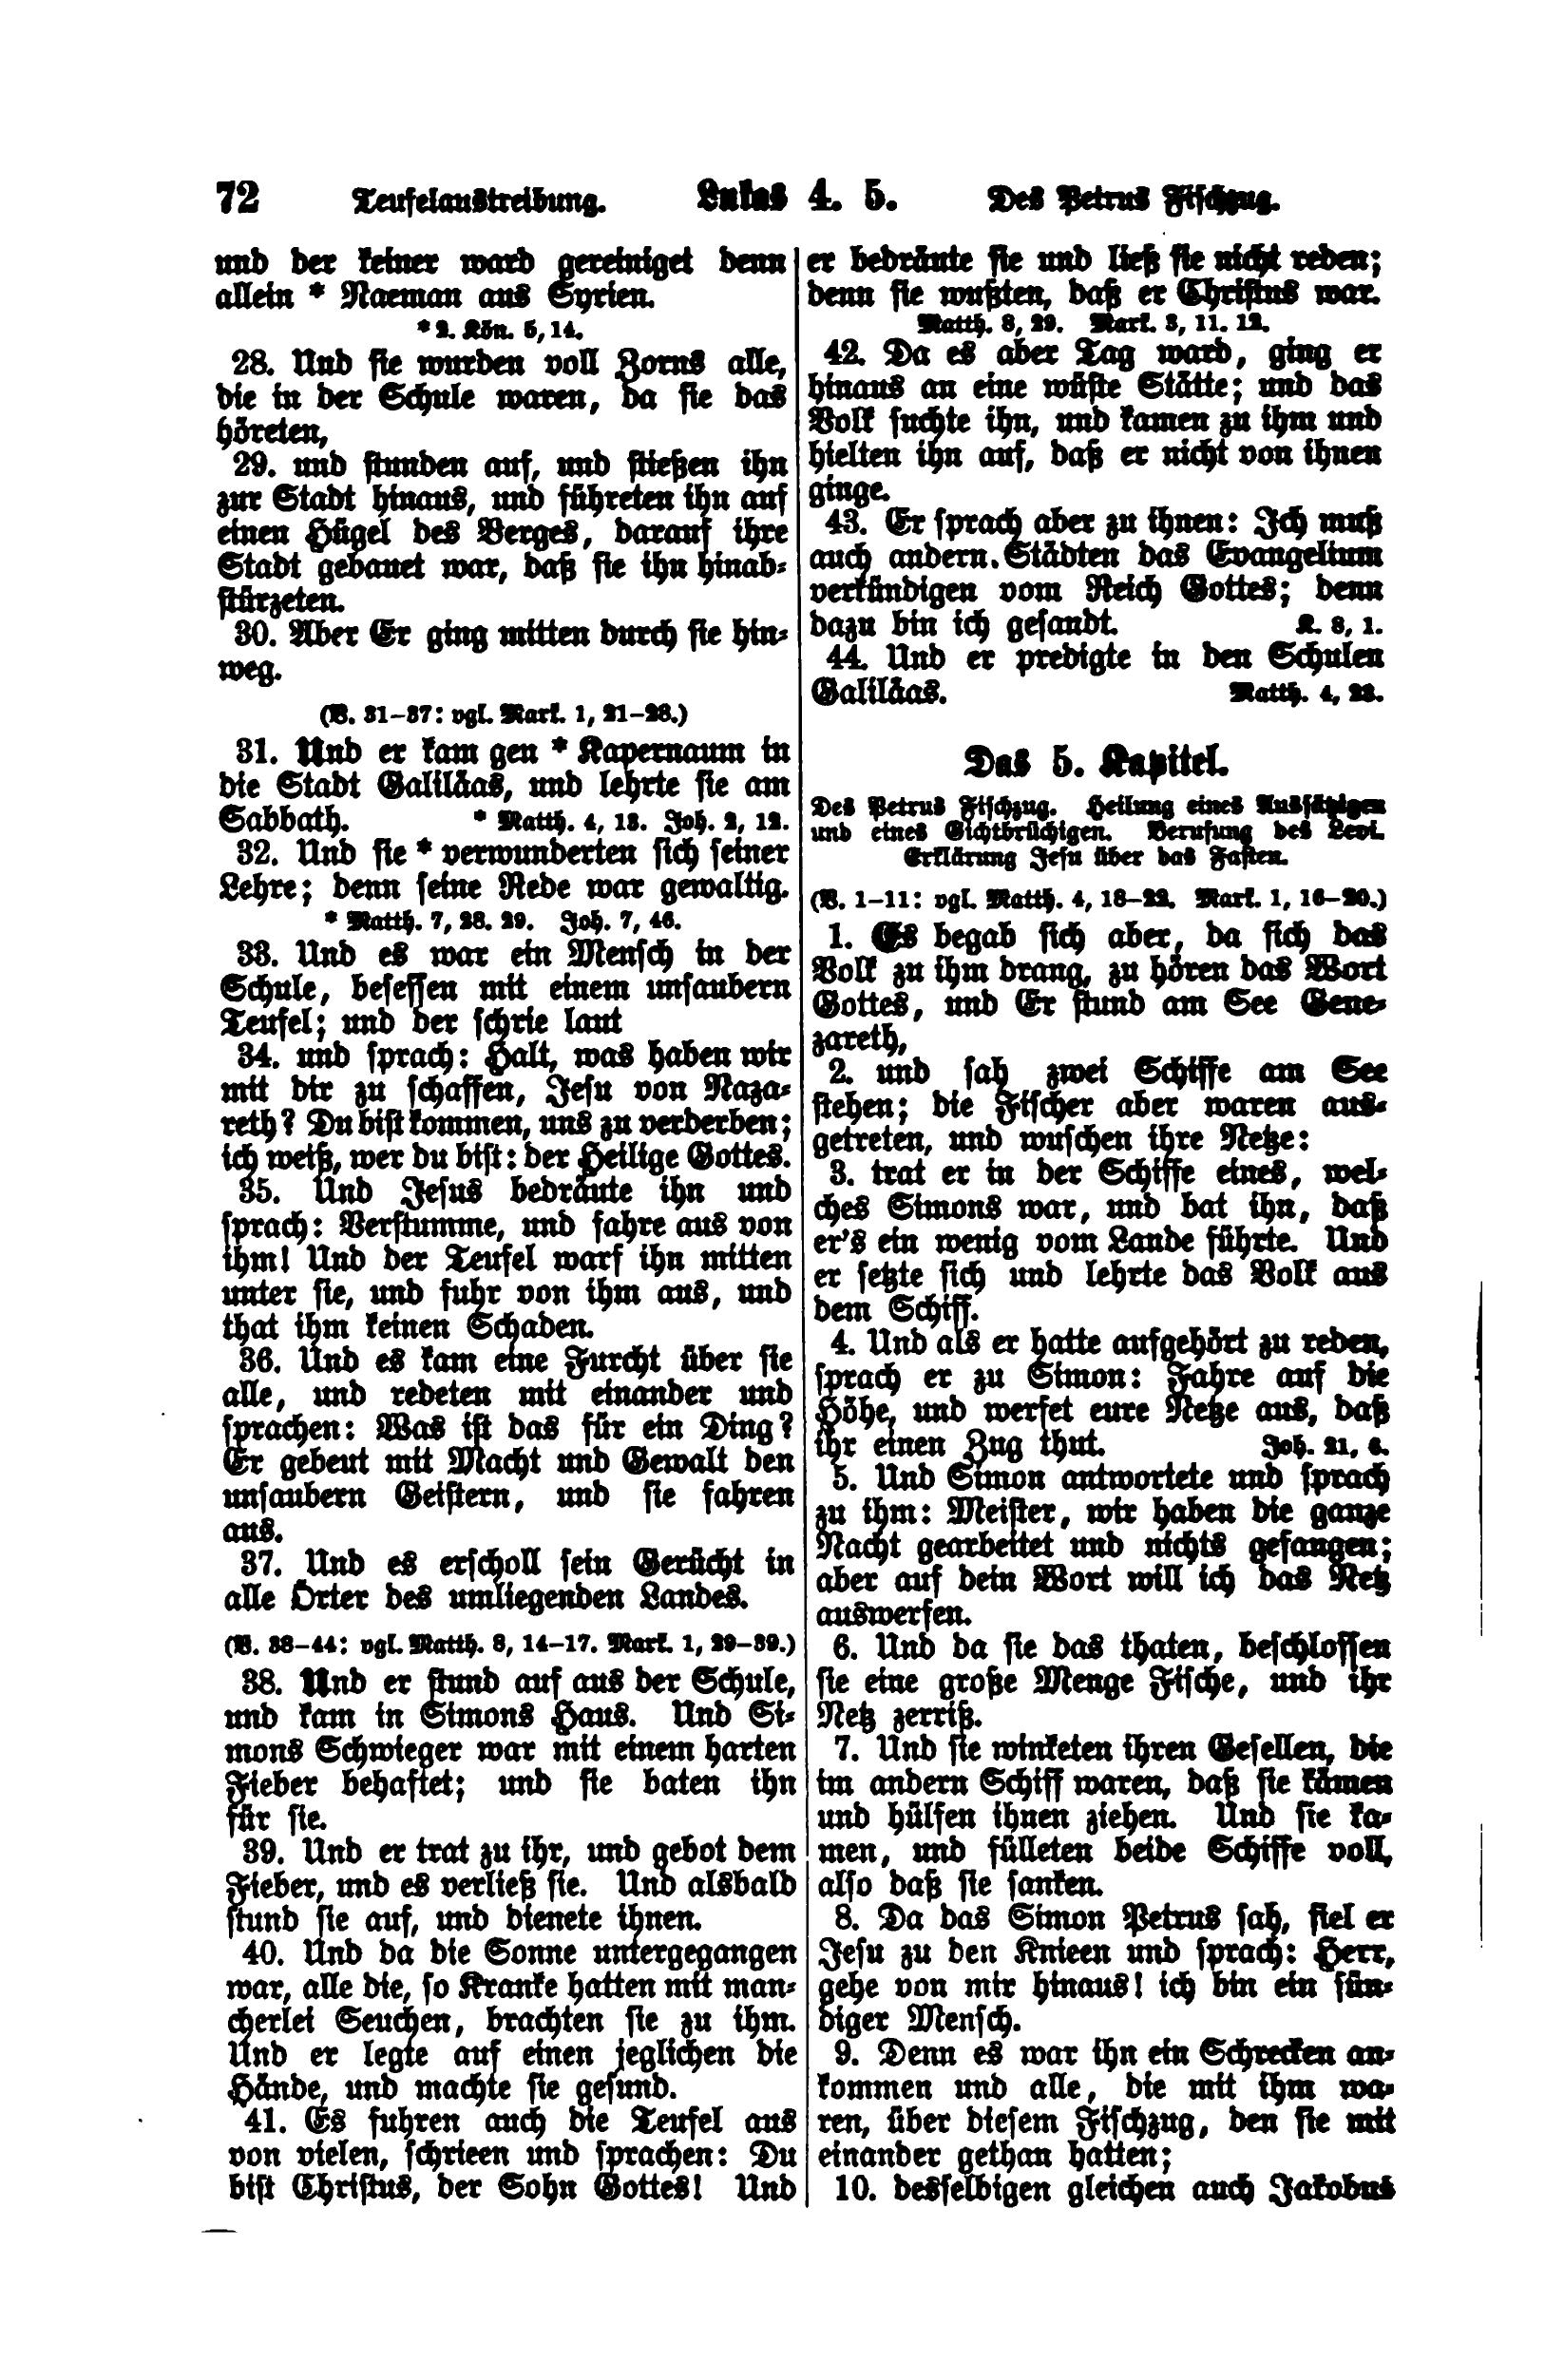 72 Teufelaustreibung. Lukas 4. 5. Des Petrus Fischzug.
und der keiner ward gereiniget denn
allein * Naeman aus Syrien.
* 2. Kön. 5, 14.
28. Und sie wurden voll Zorns alle,
die in der Schule waren, da sie das
höreten,
29. und stunden auf, und stießen ihn
zur Stadt hinaus, und führeten ihn auf
einen Hügel des Berges, darauf ihre
Stadt gebauet war, daß sie ihn hinab-
stürzeten.
30. Aber Er ging mitten durch sie hin-
weg.
(V. 31–37: vgl. Mark. 1, 21–28.)
31. Und er kam gen * Kapernaum in
die Stadt Galiläas, und lehrte sie am
Sabbath. * Matth. 4, 13. Joh. 2, 12.
32. Und sie * verwunderten sich seiner
Lehre; denn seine Rede war gewaltig.
* Matth. 7, 28. 29. Joh. 7, 46.
33. Und es war ein Mensch in der
Schule, besessen mit einem unsaubern
Teufel; und der schrie laut
34. und sprach: Halt, was haben wir
mit dir zu schaffen, Jesu von Naza-
reth? Du bist kommen, uns zu verderben;
ich weiß, wer du bist: der Heilige Gottes.
35. Und Jesus bedräute ihn und
sprach: Verstumme, und fahre aus von
ihm! Und der Teufel warf ihn mitten
unter sie, und fuhr von ihm aus, und
that ihm keinen Schaden.
36. Und es kam eine Furcht über sie
alle, und redeten mit einander und
sprachen: Was ist das für ein Ding?
Er gebeut mit Macht und Gewalt den
unsaubern Geistern, und sie fahren
aus.
37. Und es erscholl sein Gerücht in
alle Örter des umliegenden Landes.
(V. 38–44: vgl. Matth. 8, 14–17. Mark. 1, 29–39.)
38. Und er stund auf aus der Schule,
und kam in Simons Haus. Und Si-
mons Schwieger war mit einem harten
Fieber behaftet; und sie baten ihn
für sie.
39. Und er trat zu ihr, und gebot dem
Fieber, und es verließ sie. Und alsbald
stund sie auf, und dienete ihnen.
40. Und da die Sonne untergegangen
war, alle die, so Kranke hatten mit man-
cherlei Seuchen, brachten sie zu ihm.
Und er legte auf einen jeglichen die
Hände, und machte sie gesund.
41. Es fuhren auch die Teufel aus
von vielen, schrieen und sprachen: Du
bist Christus, der Sohn Gottes! Und
er bedräute sie und ließ sie nicht reden;
denn sie wußten, daß er Christus war.
Matth. 8, 29. Mark. 3, 11. 12.
42. Da es aber Tag ward, ging er
hinaus an eine wüste Stätte; und das
Volk suchte ihn, und kamen zu ihm und
hielten ihn auf, daß er nicht von ihnen
ginge.
43. Er sprach aber zu ihnen: Ich muß
auch andern Städten das Evangelium
verkündigen vom Reich Gottes; denn
dazu bin ich gesandt. K. 8, 1.
44. Und er predigte in den Schulen
Galiläas. Matth. 4, 23.
Das 5. Kapitel.
Des Petrus Fischzug. Heilung eines Aussätzigen
und eines Gichtbrüchigen. Berufung des Levi.
Erklärung Jesu über das Fasten.
(V. 1–11: vgl. Matth. 4, 18–22. Mark. 1, 16–20.)
1. Es begab sich aber, da sich das
Volk zu ihm drang, zu hören das Wort
Gottes, und Er stund am See Gene-
zareth,
2. und sah zwei Schiffe am See
stehen; die Fischer aber waren aus-
getreten, und wuschen ihre Netze:
3. trat er in der Schiffe eines, wel-
ches Simons war, und bat ihn, daß
er's ein wenig vom Lande führte. Und
er setzte sich und lehrte das Volk aus
dem Schiff.
4. Und als er hatte aufgehört zu reden,
sprach er zu Simon: Fahre auf die
Höhe, und werfet eure Netze aus, daß
ihr einen Zug thut. Joh. 21, 6.
5. Und Simon antwortete und sprach
zu ihm: Meister, wir haben die ganze
Nacht gearbeitet und nichts gefangen;
aber auf dein Wort will ich das Netz
auswerfen.
6. Und da sie das thaten, beschlossen
sie eine große Menge Fische, und ihr
Netz zerriß.
7. Und sie winketen ihren Gesellen, die
im andern Schiff waren, daß sie kämen
und hülfen ihnen ziehen. Und sie ka-
men, und fülleten beide Schiffe voll,
also daß sie sanken.
8. Da das Simon Petrus sah, fiel er
Jesu zu den Knieen und sprach: Herr,
gehe von mir hinaus! ich bin ein sün-
diger Mensch.
9. Denn es war ihn ein Schrecken an-
kommen und alle, die mit ihm wa-
ren, über diesem Fischzug, den sie mit
einander gethan hatten;
10. desselbigen gleichen auch Jakobus